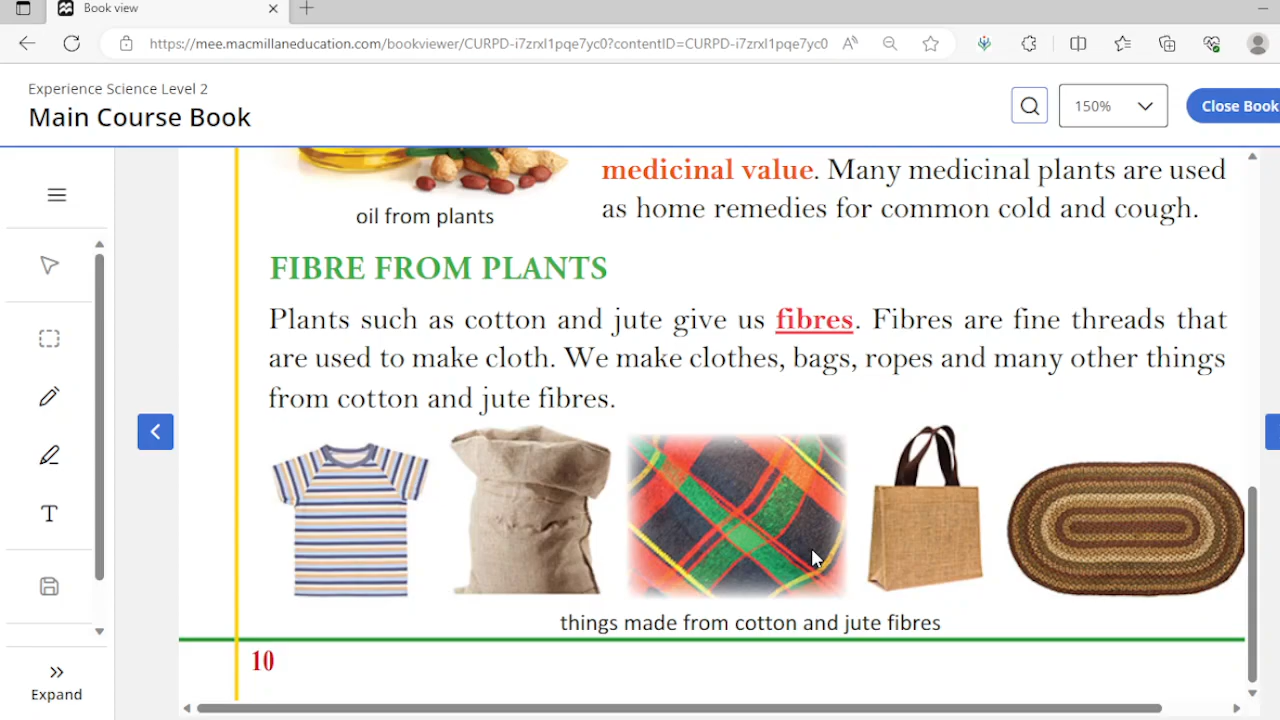 Book view
https://mee.macmillaneducation.com/bookviewer/CURPD-i7zrxl1pqe7yc0?contentID=CURPD-i7zrxl1pqe7yc0
Experience Science Level 2
Main Course Book
150%
Close Book
medicinal value. Many medicinal plants are used
as home remedies for common cold and cough.
oil from plants
FIBRE FROM PLANTS
Plants such as cotton and jute give us fibres. Fibres are fine threads that
are used to make cloth. We make clothes, bags, ropes and many other things
from cotton and jute fibres.
things made from cotton and jute fibres
10
T
Expand